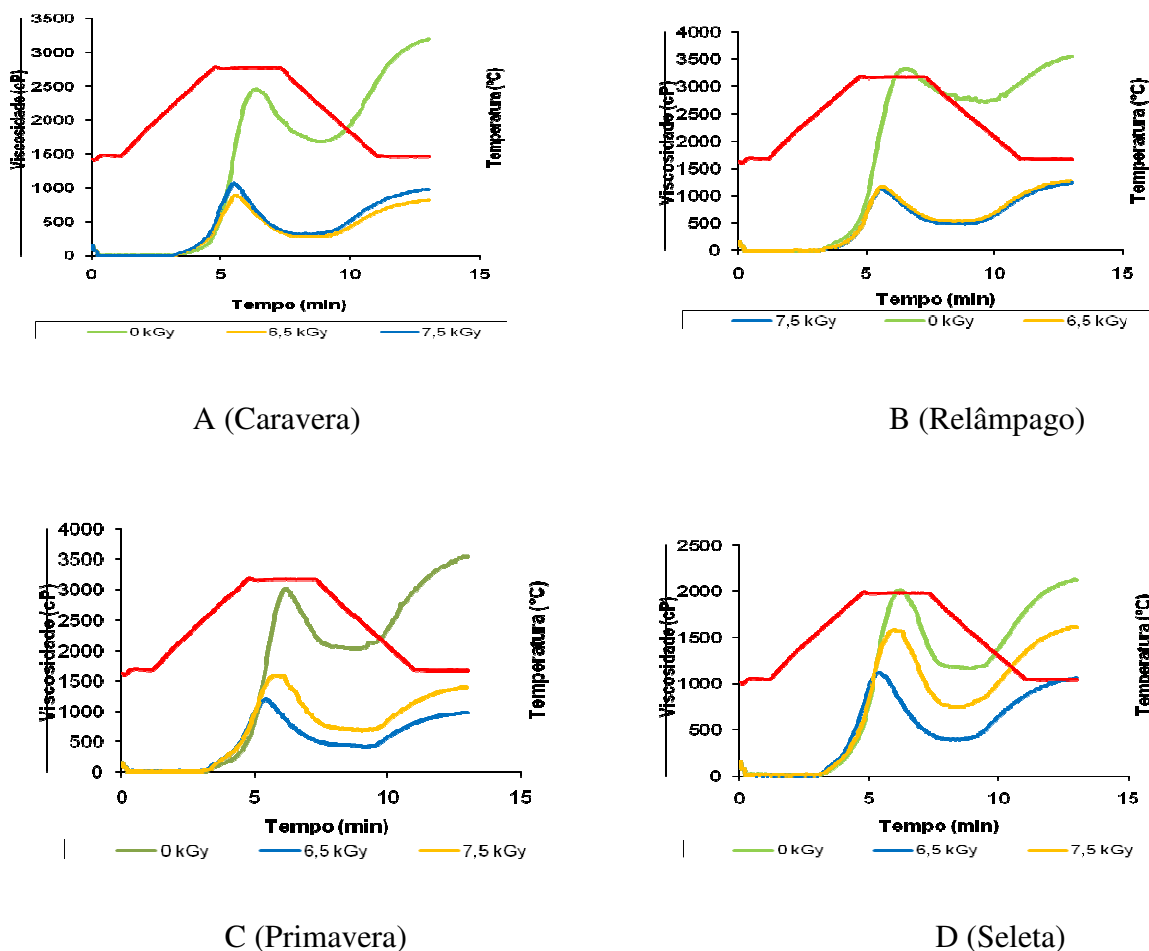 3500
3000
2500
2000
1500
1000
500
0
0 5 10 15
Viscosidade (cP)
Temperatura (°C)
Tempo (min)
0 kGy 6,5 kGy 7,5 kGy
A (Caravera)
4000
3500
3000
2500
2000
1500
1000
500
0
0 5 10 15
Viscosidade (cP)
Temperatura (°C)
Tempo (min)
7,5 kGy 0 kGy 6,5 kGy
B (Relâmpago)
4000
3500
3000
2500
2000
1500
1000
500
0
0 5 10 15
Viscosidade (cP)
Temperatura (°C)
Tempo (min)
0 kGy 6,5 kGy 7,5 kGy
C (Primavera)
2500
2000
1500
1000
500
0
0 5 10 15
Viscosidade (cP)
Temperatura (°C)
Tempo (min)
0 kGy 6,5 kGy 7,5 kGy
D (Seleta)